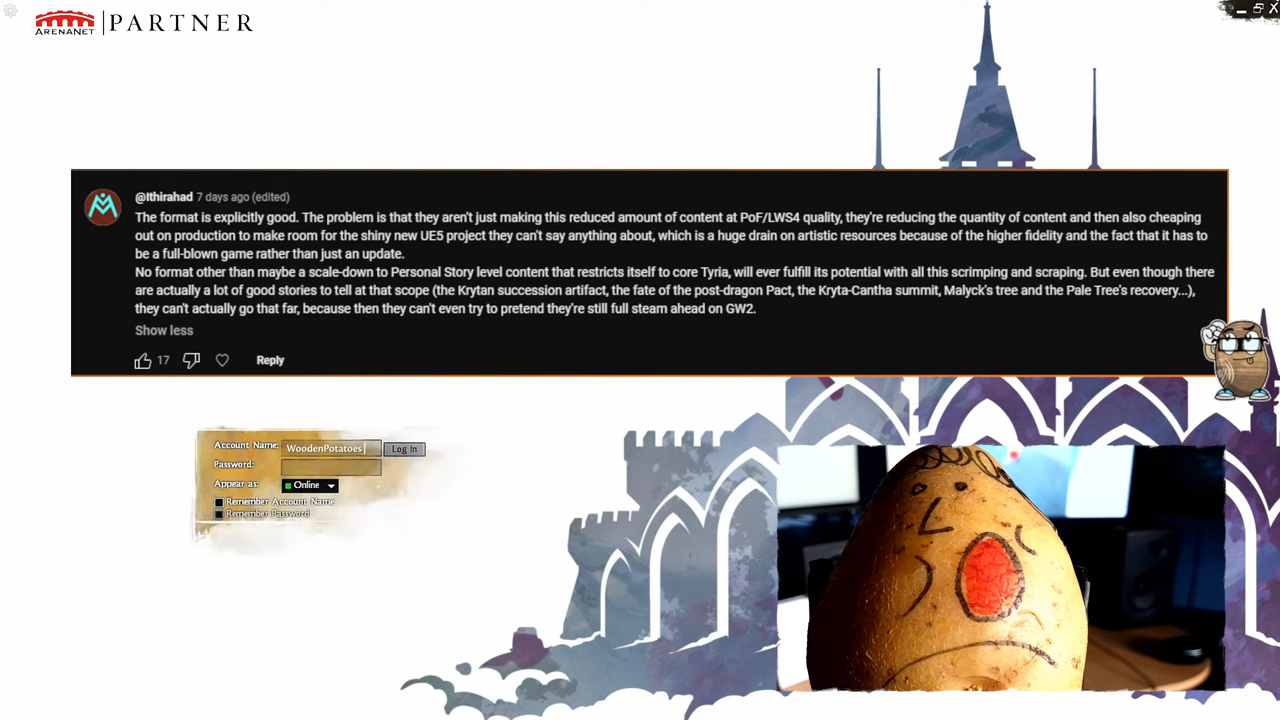 ARENANET | PARTNER
@Ithirahad 7 days ago (edited)
The format is explicitly good. The problem is that they aren't just making this reduced amount of content at PoF/LWS4 quality, they're reducing the quantity of content and then also cheaping
out on production to make room for the shiny new UE5 project they can't say anything about, which is a huge drain on artistic resources because of the higher fidelity and the fact that it has to
be a full-blown game rather than just an update.
No format other than maybe a scale-down to Personal Story level content that restricts itself to core Tyria, will ever fulfill its potential with all this scrimping and scraping. But even though there
are actually a lot of good stories to tell at that scope (the Krytan succession artifact, the fate of the post-dragon Pact, the Kryta-Cantha summit, Malyck's tree and the Pale Tree's recovery...),
they can't actually go that far, because then they can't even try to pretend they're still full steam ahead on GW2.
Show less
17 Reply
Account Name: WoodenPotatoes Log In
Password:
Appear as: Online
Remember Account Name
Remember Password